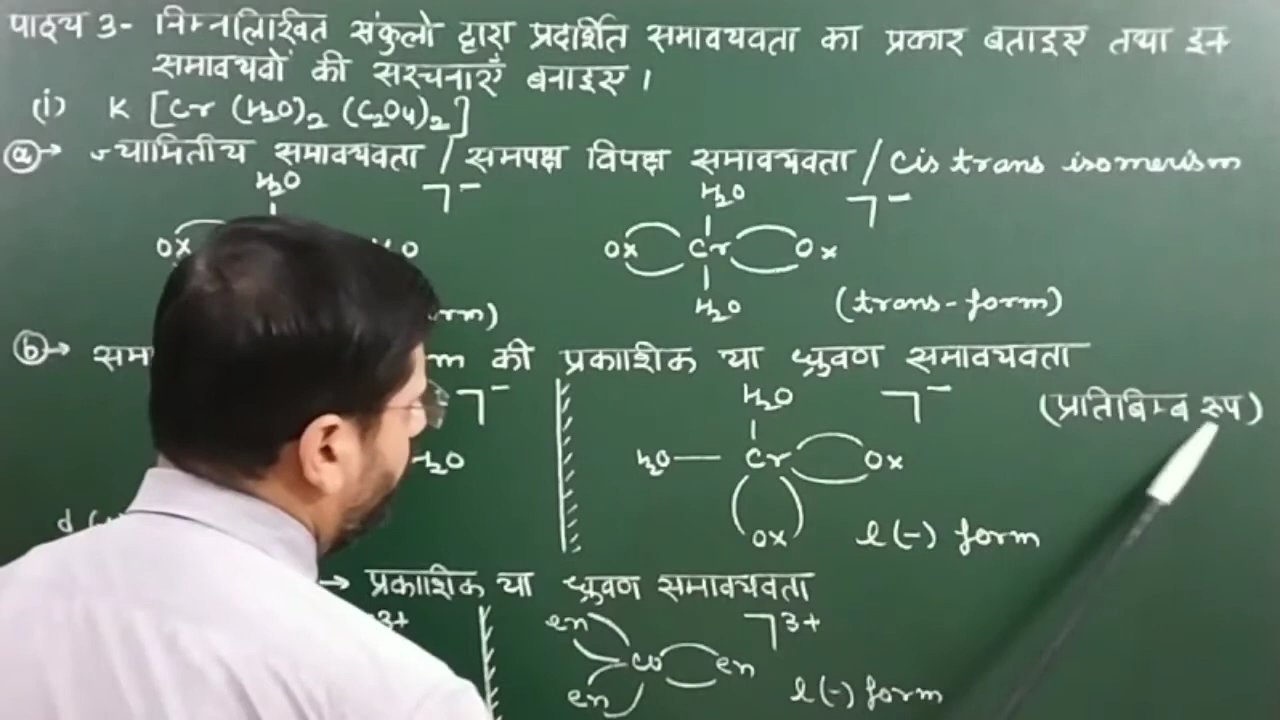 पाठ्य 3- निम्नलिखित संकुलो द्वारा प्रदर्शित समावयवता का प्रकार बताइए तथा इन
समावयवों की संरचनाएँ बनाइए ।
(i) K [Cr (H₂O)₂ (C₂O₄)₂]
(a)→ ज्यामितीय समावयवता / समपक्ष विपक्ष समावयवता / Cis trans isomerism
H₂O ⎤⁻ H₂O ⎤⁻
Ox Ox Cr Ox
H₂O (trans-form)
(b)→ की प्रकाशिक या ध्रुवण समावयवता
⎤⁻ H₂O ⎤⁻ (प्रतिबिम्ब रूप)
H₂O H₂O— Cr Ox
Ox l(-) form
→ प्रकाशिक या ध्रुवण समावयवता
3+ en ⎤3+
Co en
en l(-) form